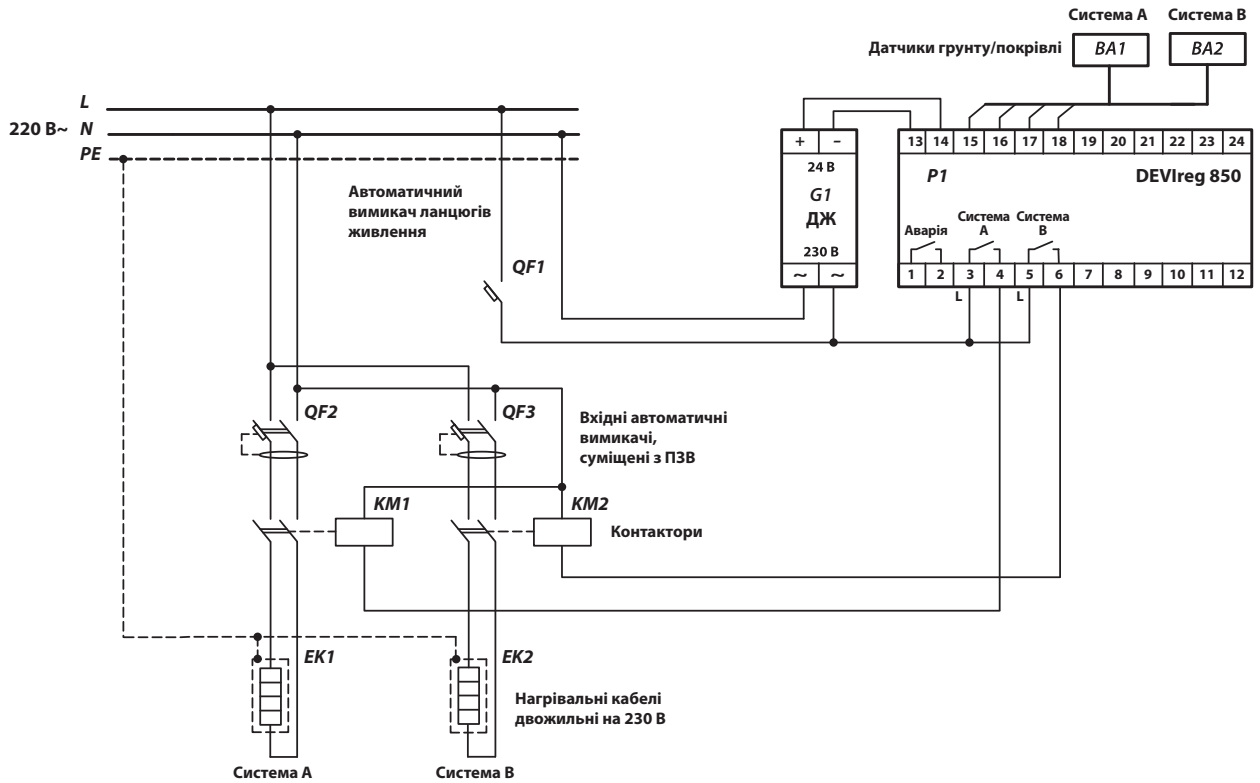 Система А Система В
Датчики грунту/покрівлі BA1 BA2
L
220 В~ N
PE
+ –
24 В
G1
ДЖ
230 В
~ ~
13 14 15 16 17 18 19 20 21 22 23 24
P1 DEVIreg 850
Аварія
Система
А
Система
В
1 2 3 4 5 6 7 8 9 10 11 12
L L
Автоматичний
вимикач ланцюгів
живлення
QF1
QF2 QF3
Вхідні автоматичні
вимикачі,
суміщені з ПЗВ
KM1 KM2
Контактори
EK1 EK2
Нагрівальні кабелі
двожильні на 230 В
Система А Система В